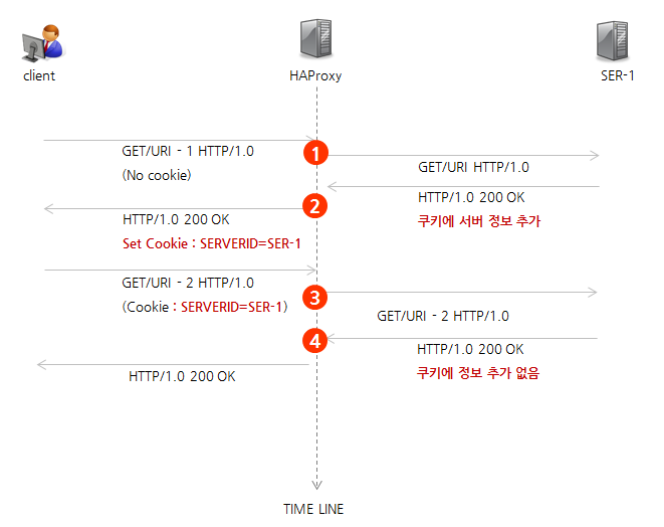 client
HAProxy
SER-1
GET/URI - 1 HTTP/1.0
(No cookie)
1
GET/URI HTTP/1.0
HTTP/1.0 200 OK
쿠키에 서버 정보 추가
2
HTTP/1.0 200 OK
Set Cookie : SERVERID=SER-1
GET/URI - 2 HTTP/1.0
(Cookie : SERVERID=SER-1)
3
GET/URI - 2 HTTP/1.0
4
HTTP/1.0 200 OK
쿠키에 정보 추가 없음
HTTP/1.0 200 OK
TIME LINE